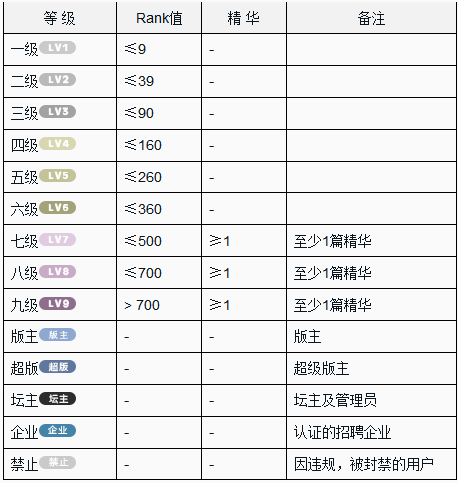 等 级 Rank值 精 华 备注
一级 LV1 ≤9 -
二级 LV2 ≤39 -
三级 LV3 ≤90 -
四级 LV4 ≤160 -
五级 LV5 ≤260 -
六级 LV6 ≤360 -
七级 LV7 ≤500 ≥1 至少1篇精华
八级 LV8 ≤700 ≥1 至少1篇精华
九级 LV9 > 700 ≥1 至少1篇精华
版主 版主 - - 版主
超版 超版 - - 超级版主
坛主 坛主 - - 坛主及管理员
企业 企业 - - 认证的招聘企业
禁止 禁止 - - 因违规，被封禁的用户